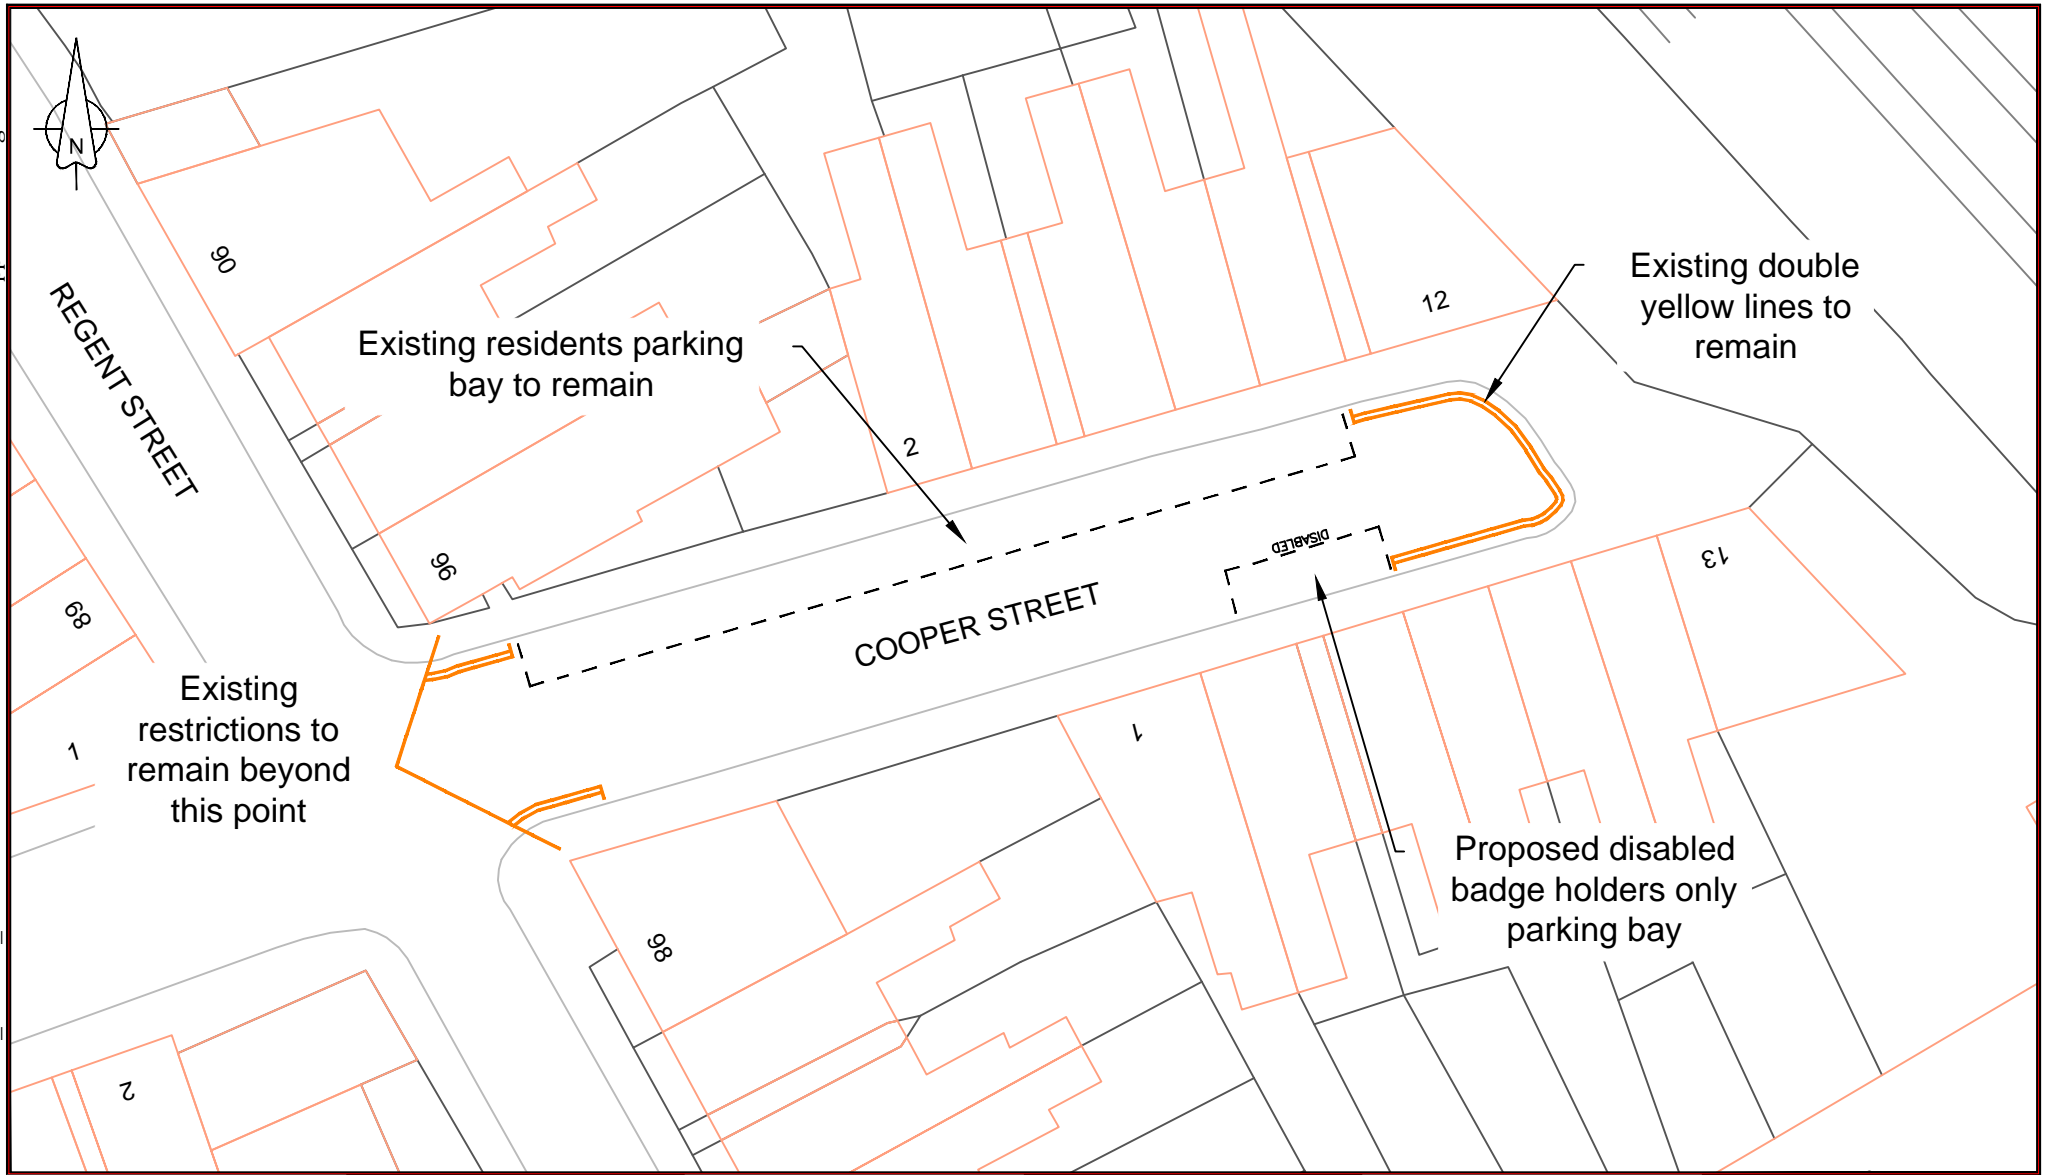 N
90
REGENT STREET
Existing residents parking
bay to remain
Existing double
yellow lines to
remain
12
2
96
DISABLED
13
COOPER STREET
89
Existing
restrictions to
remain beyond
this point
1
1
98
Proposed disabled
badge holders only
parking bay
2